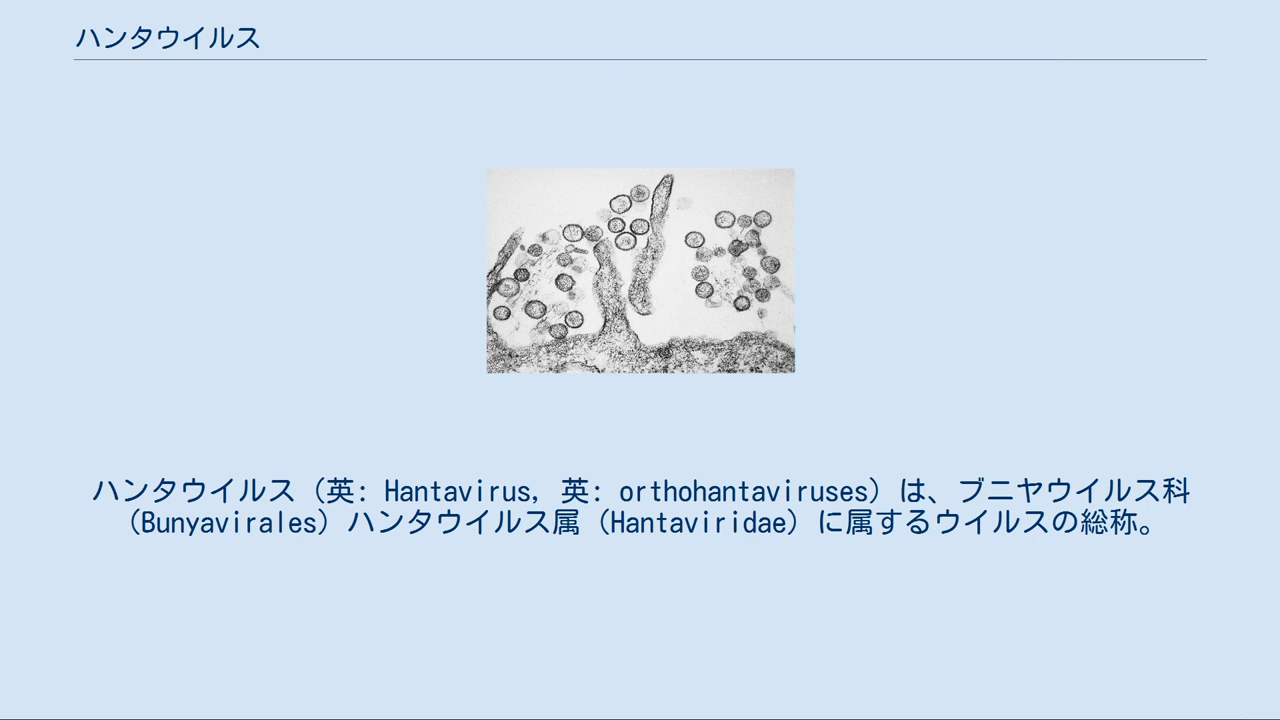 ハンタウイルス
ハンタウイルス（英: Hantavirus, 英: orthohantaviruses）は、ブニヤウイルス科
（Bunyavirales）ハンタウイルス属（Hantaviridae）に属するウイルスの総称。